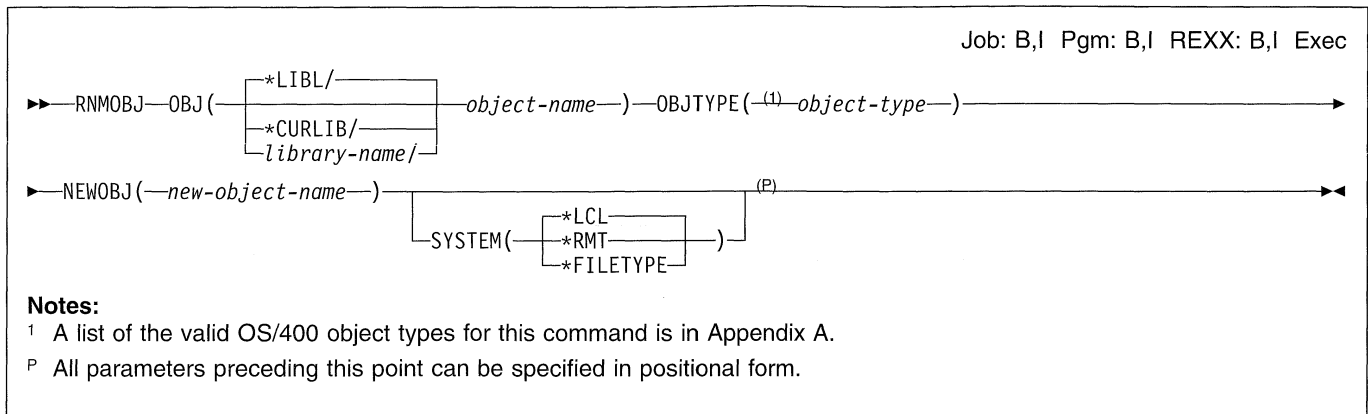 Job: B,I Pgm: B,I REXX: B,I Exec
*LIBL/
RNMOBJ OBJ( object-name ) OBJTYPE( (1) object-type )
*CURLIB/
library-name/
NEWOBJ( new-object-name ) (P)
*LCL
SYSTEM( *RMT )
*FILETYPE
Notes:
1 A list of the valid OS/400 object types for this command is in Appendix A.
P All parameters preceding this point can be specified in positional form.